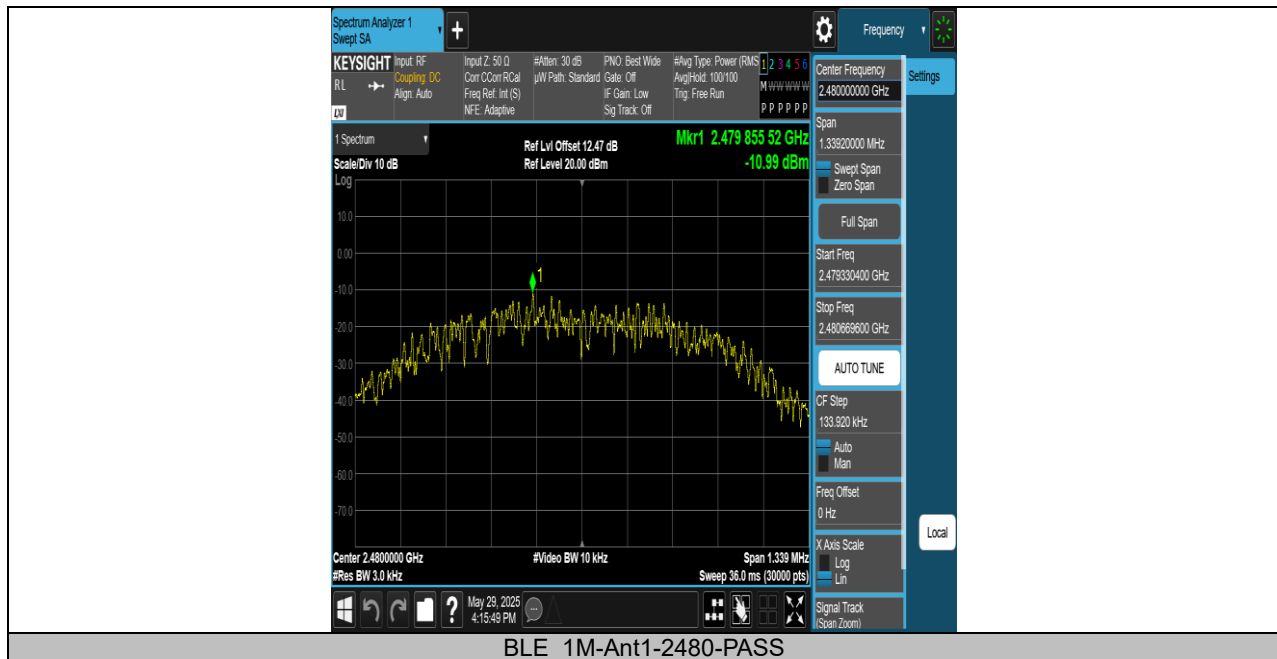 Spectrum Analyzer 1
Swept SA
+
Frequency
KEYSIGHT
RL
LXI
Input: RF
Coupling: DC
Align: Auto
Input Z: 50 Ω
Corr CCorr RCal
Freq Ref: Int (S)
NFE: Adaptive
#Atten: 30 dB
µW Path: Standard
PNO: Best Wide
Gate: Off
IF Gain: Low
Sig Track: Off
#Avg Type: Power (RMS
Avg|Hold: 100/100
Trig: Free Run
1 2 3 4 5 6
M W W W W W
P P P P P P
1 Spectrum
Scale/Div 10 dB
Ref Lvl Offset 12.47 dB
Ref Level 20.00 dBm
Mkr1 2.479 855 52 GHz
-10.99 dBm
Log
10.0
0.00
-10.0
-20.0
-30.0
-40.0
-50.0
-60.0
-70.0
1
Center 2.4800000 GHz
#Res BW 3.0 kHz
#Video BW 10 kHz
Span 1.339 MHz
Sweep 36.0 ms (30000 pts)
Center Frequency
2.480000000 GHz
Settings
Span
1.33920000 MHz
Swept Span
Zero Span
Full Span
Start Freq
2.479330400 GHz
Stop Freq
2.480669600 GHz
AUTO TUNE
CF Step
133.920 kHz
Auto
Man
Freq Offset
0 Hz
X Axis Scale
Log
Lin
Local
Signal Track
(Span Zoom)
?
May 29, 2025
4:15:49 PM
BLE_1M-Ant1-2480-PASS